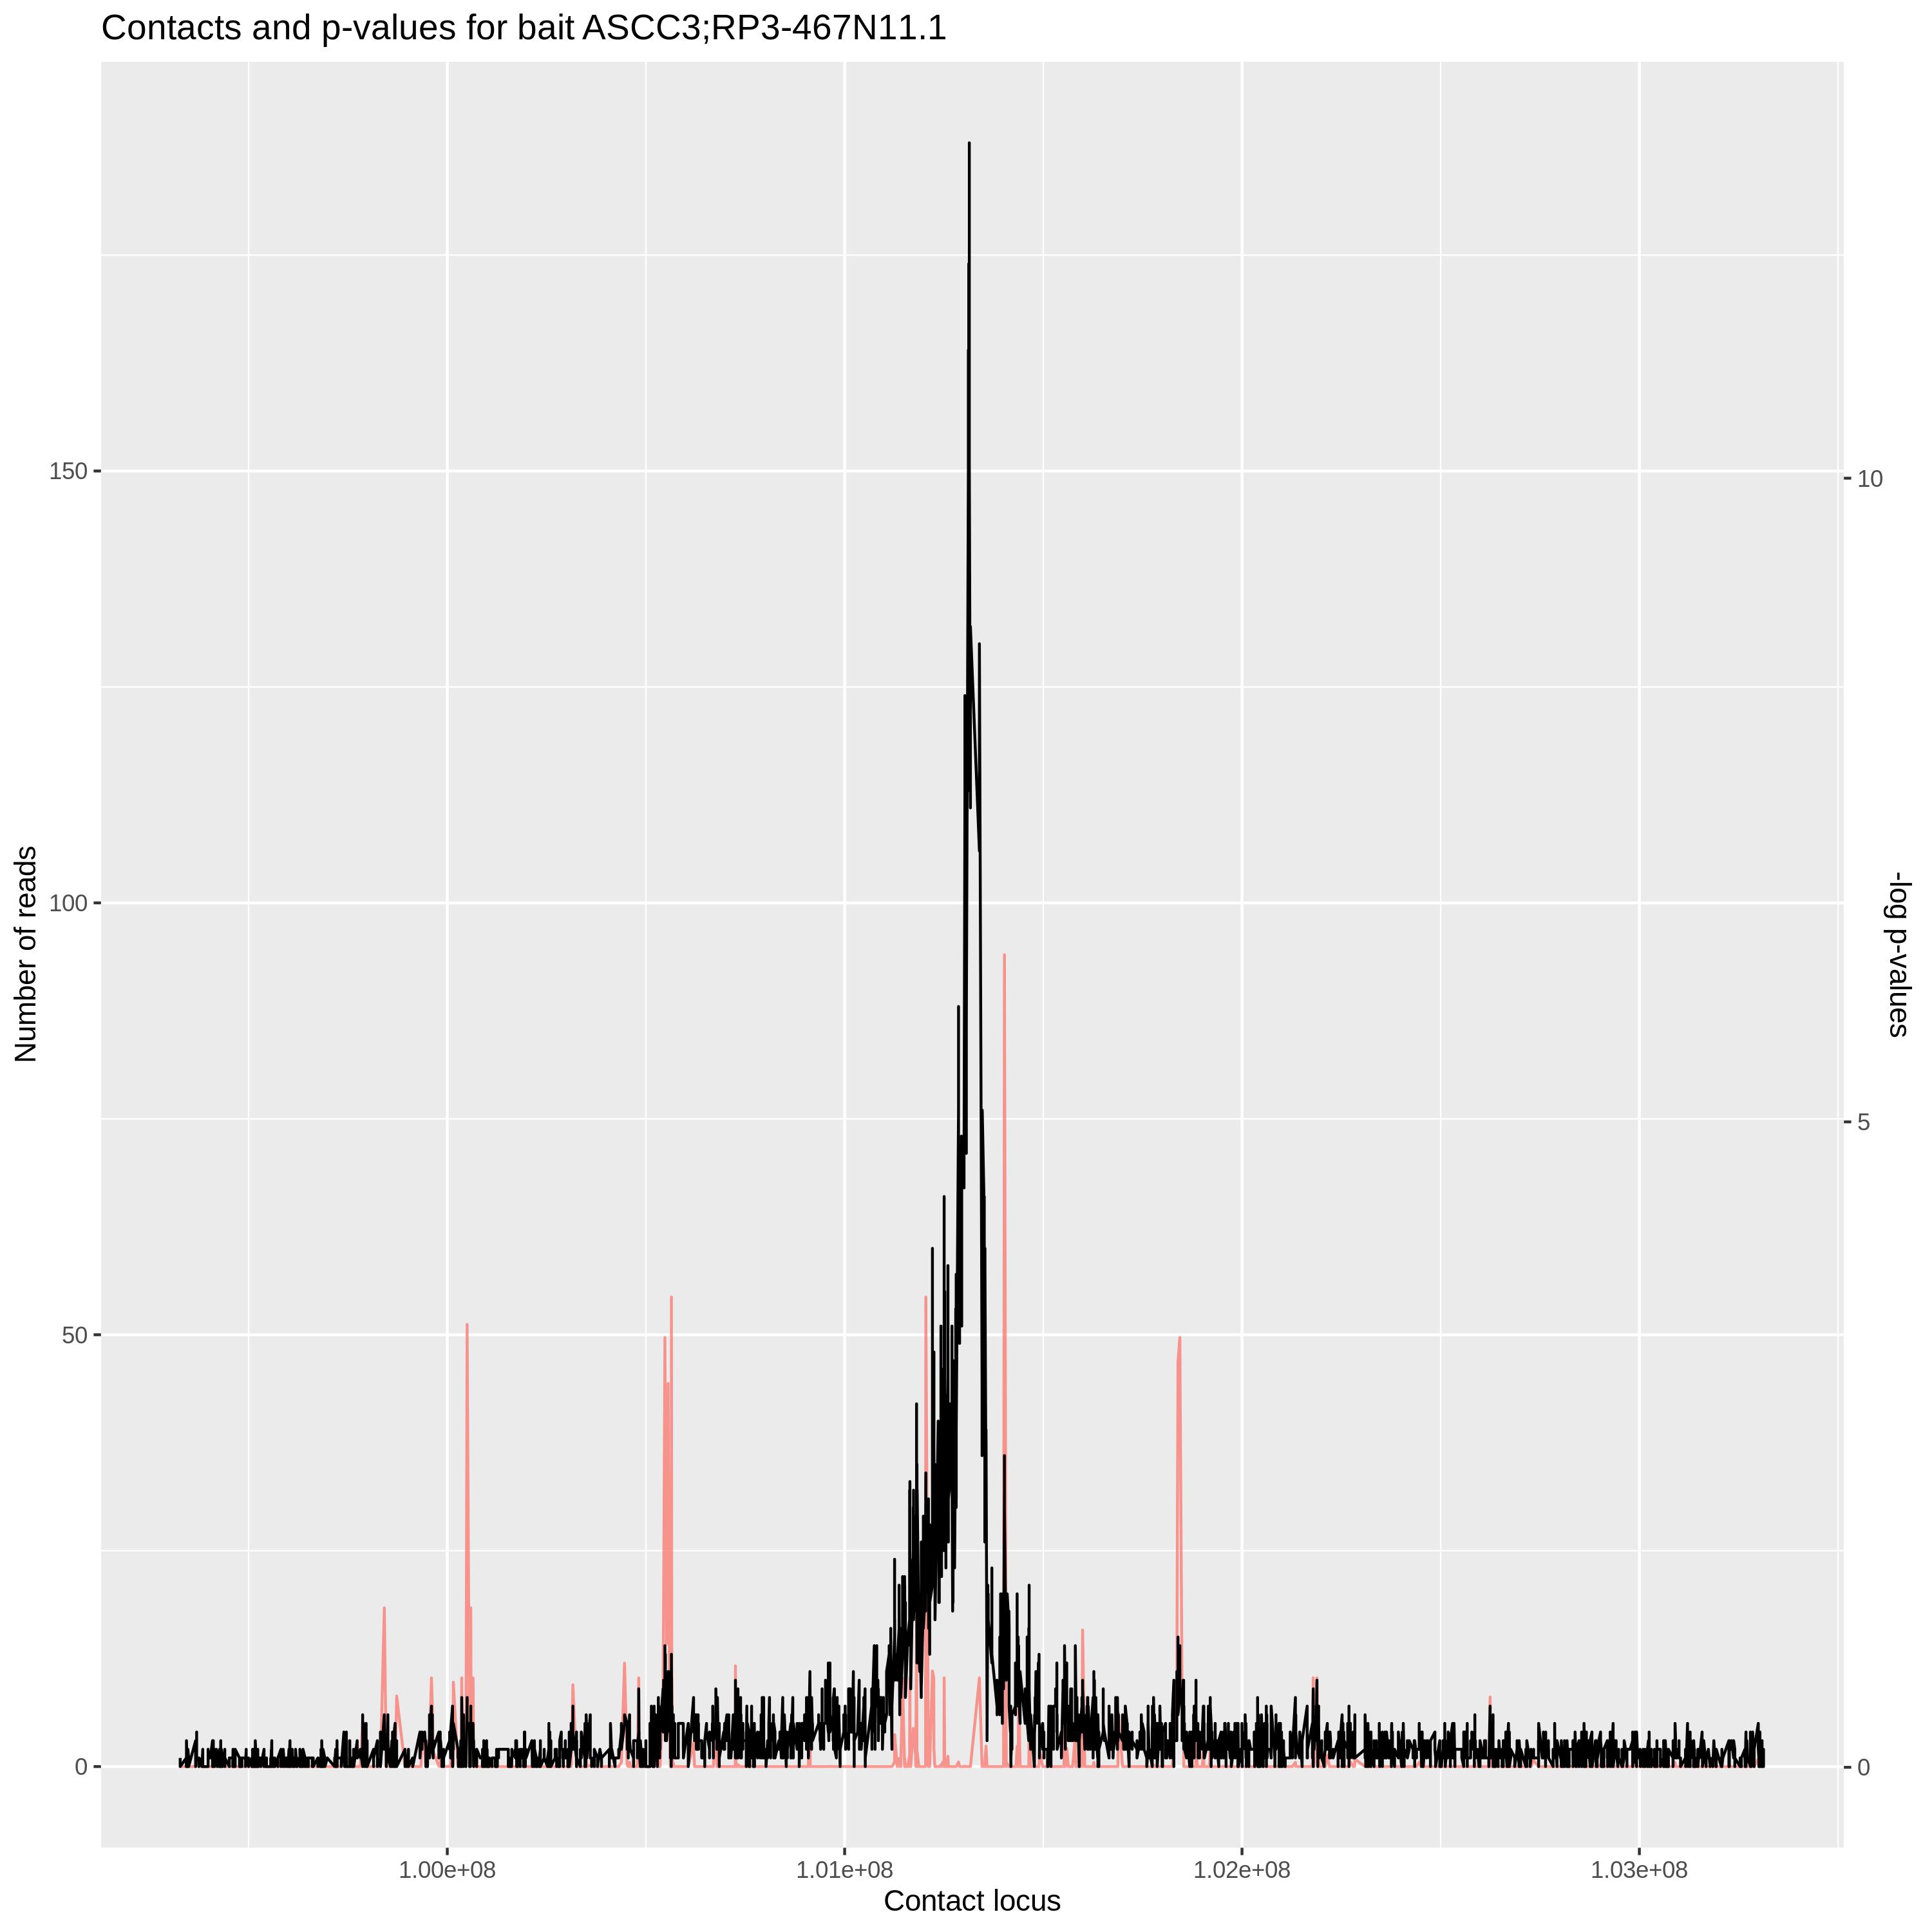 Contacts and p-values for bait ASCC3;RP3-467N11.1
Number of reads
150
100
50
0
10
5
0
-log p-values
1.00e+08
1.01e+08
1.02e+08
1.03e+08
Contact locus